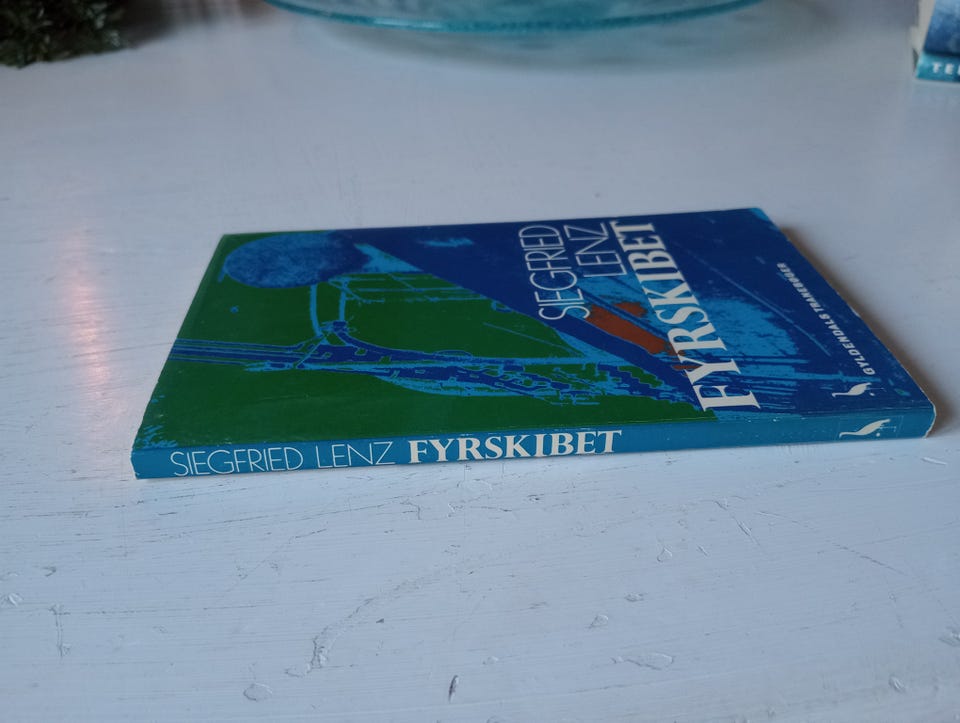 SIEGFRIED
LENZ
FYRSKIBET
GYLDENDALS TRANEBØGER
SIEGFRIED LENZ FYRSKIBET